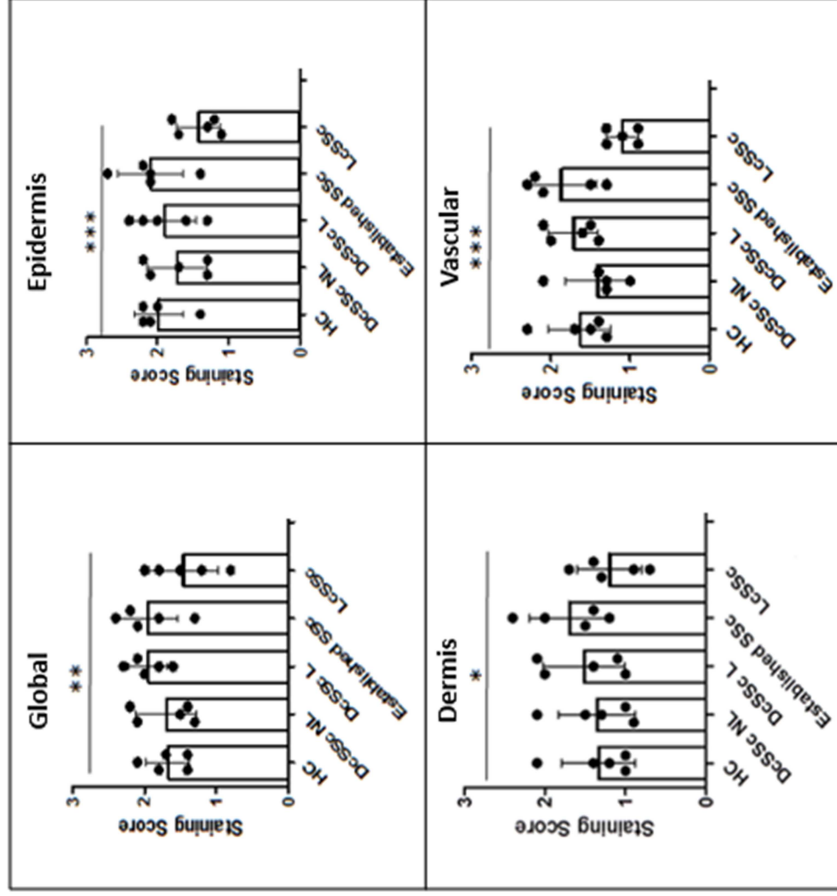 Global
**
3
2
1
0
Staining Score
HC
DcSSc NL
DcSSc L
Established SSc
LcSSc
Epidermis
***
3
2
1
0
Staining Score
HC
DcSSc NL
DcSSc L
Established SSc
LcSSc
Dermis
*
3
2
1
0
Staining Score
HC
DcSSc NL
DcSSc L
Established SSc
LcSSc
Vascular
***
3
2
1
0
Staining Score
HC
DcSSc NL
DcSSc L
Established SSc
LcSSc